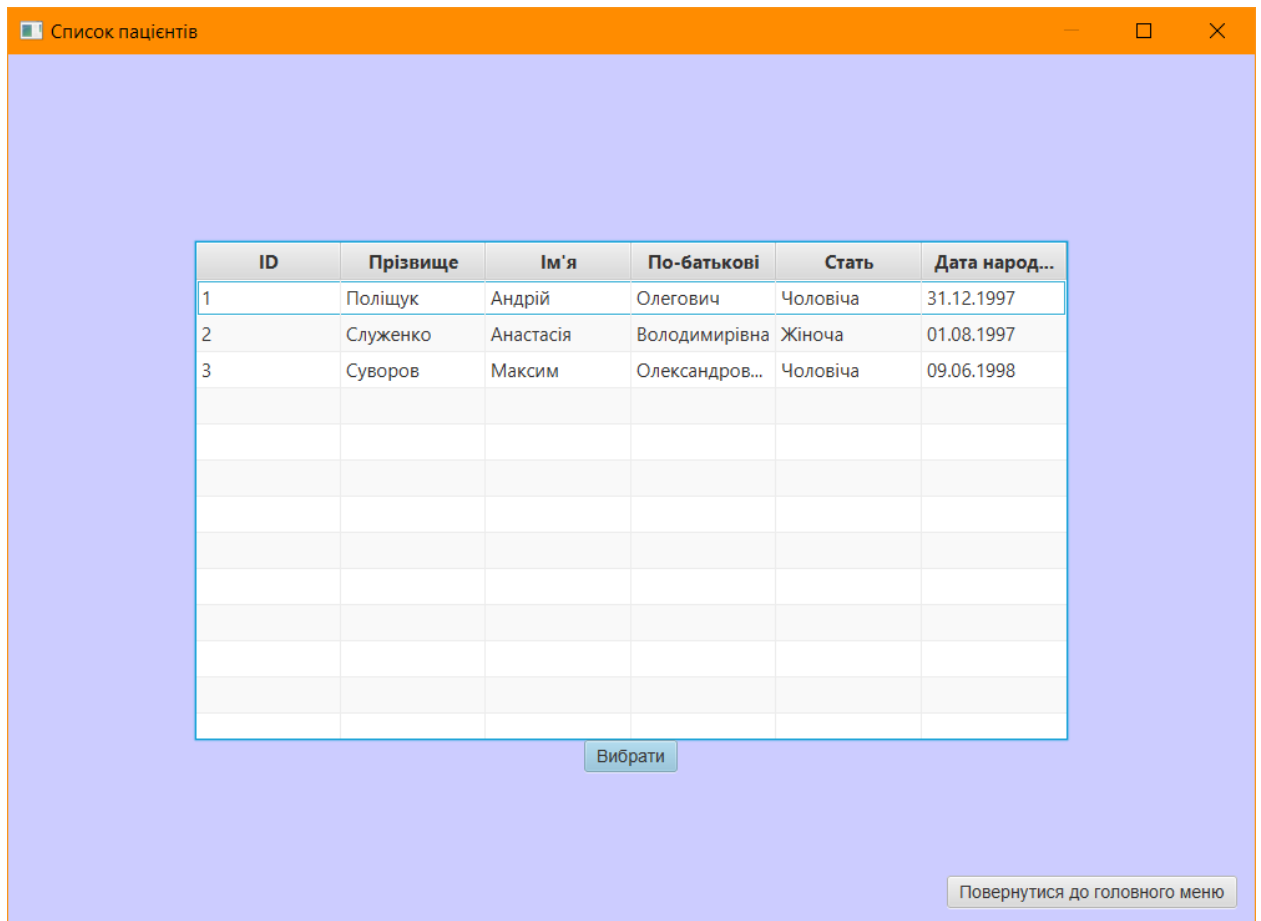 Список пацієнтів
ID Прізвище Ім'я По-батькові Стать Дата народ...
1 Поліщук Андрій Олегович Чоловіча 31.12.1997
2 Служенко Анастасія Володимирівна Жіноча 01.08.1997
3 Суворов Максим Олександров... Чоловіча 09.06.1998
Вибрати
Повернутися до головного меню